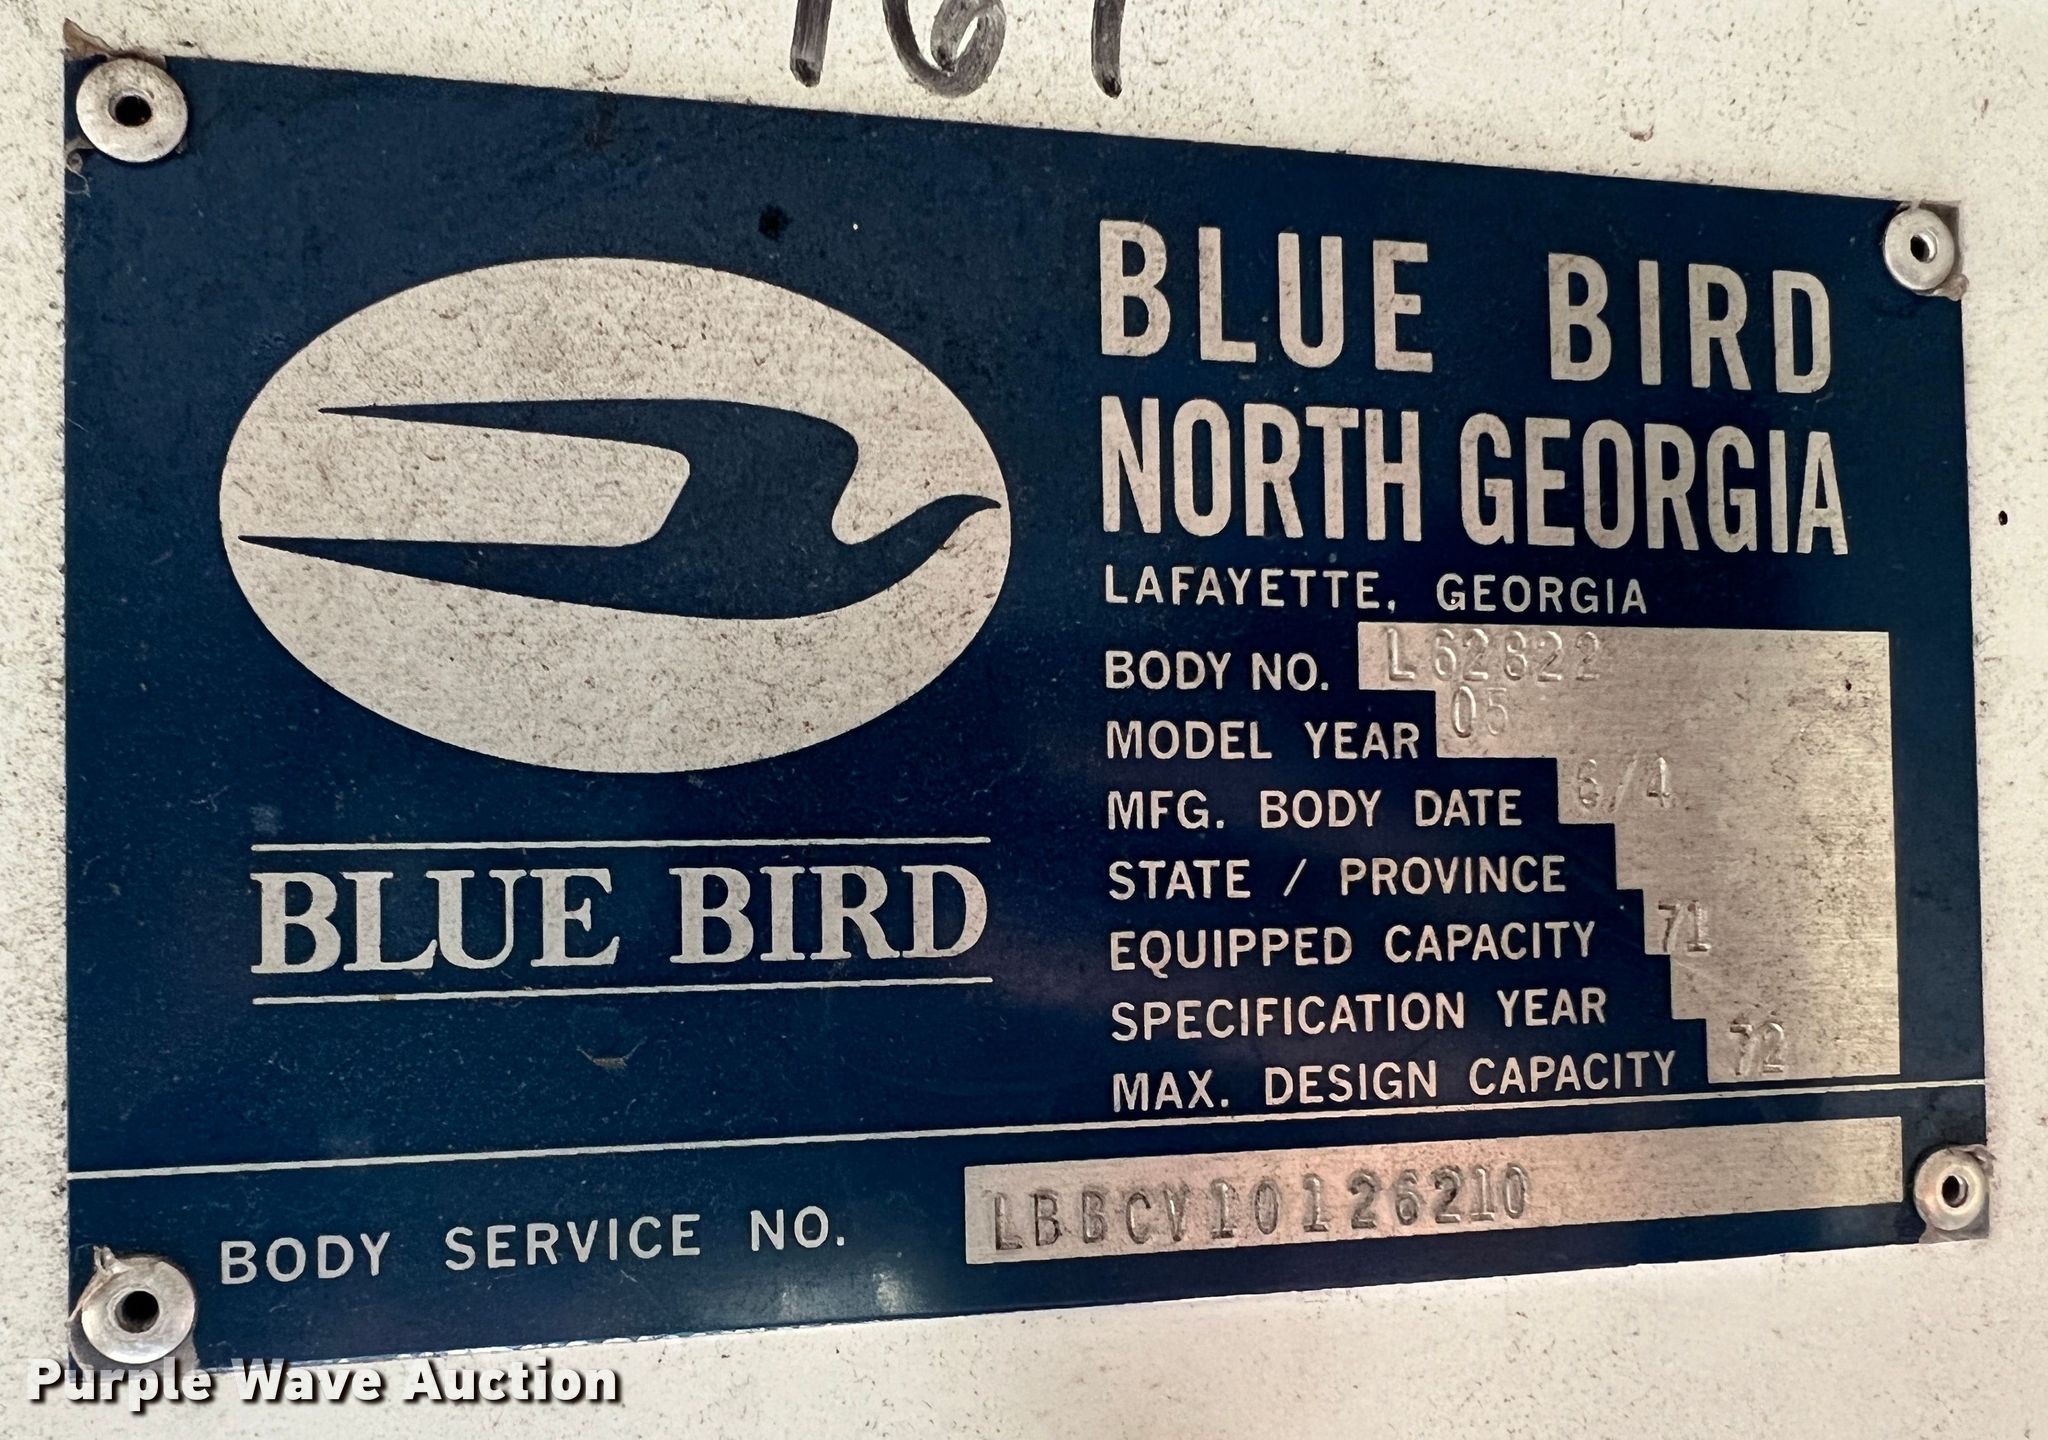 161
BLUE BIRD
NORTH GEORGIA
LAFAYETTE, GEORGIA
BODY NO. L62822
MODEL YEAR 05
MFG. BODY DATE 6/4
STATE / PROVINCE
EQUIPPED CAPACITY 71
SPECIFICATION YEAR
MAX. DESIGN CAPACITY 72
BLUE BIRD
BODY SERVICE NO. LBBCV10126210
Purple Wave Auction